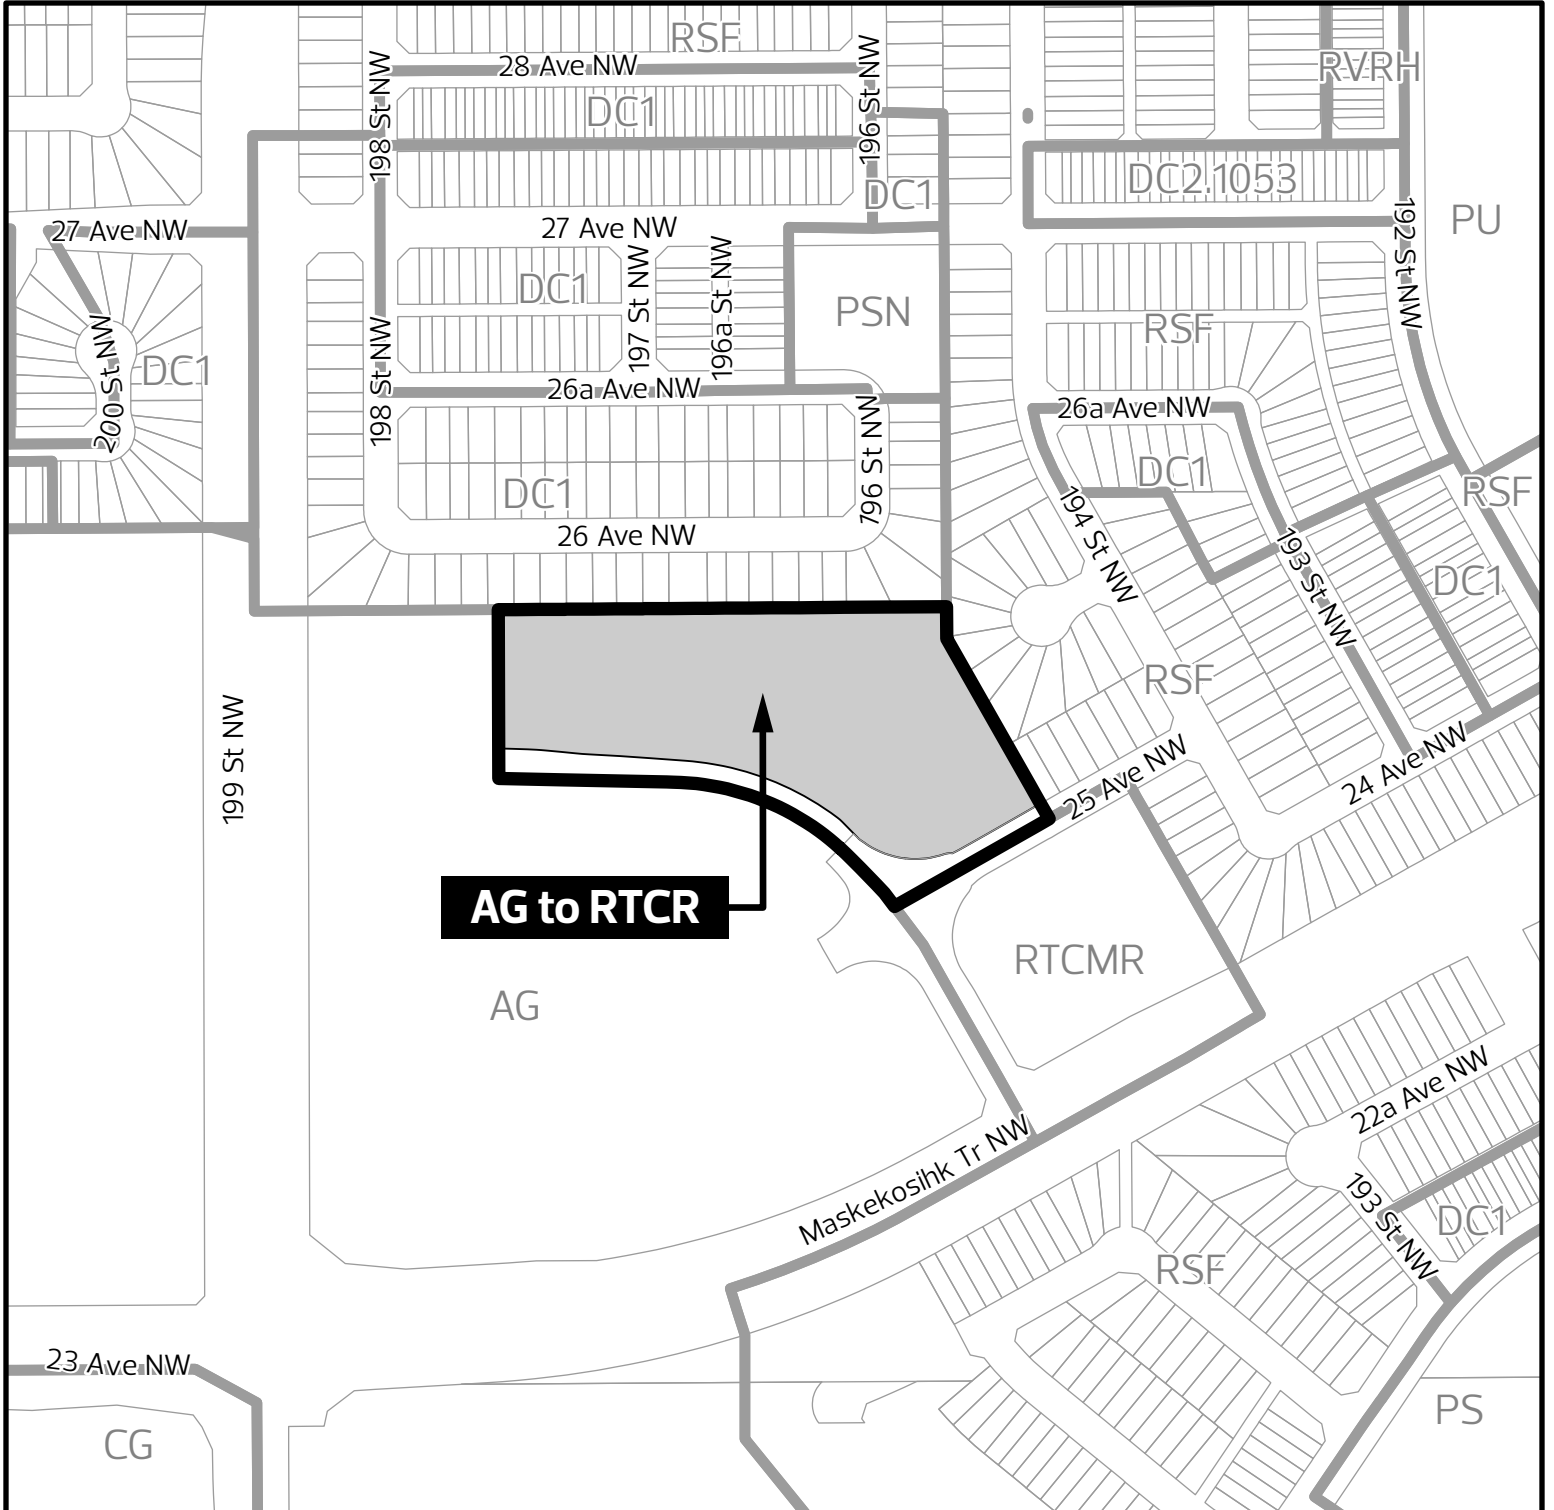 RSF
28 Ave NW
RVRH
198 St NW
DC1
196 St NW
DC2.1053
DC1
PU
27 Ave NW
27 Ave NW
192 St NW
DC1
197 St NW
196a St NW
PSN
RSF
200 St NW
DC1
198 St NW
26a Ave NW
26a Ave NW
196 St NW
DC1
DC1
RSF
194 St NW
26 Ave NW
193 St NW
DC1
RSF
199 St NW
25 Ave NW
24 Ave NW
AG to RTCR
RTCMR
AG
22a Ave NW
Maskekosihk Tr NW
193 St NW
DC1
RSF
23 Ave NW
PS
CG